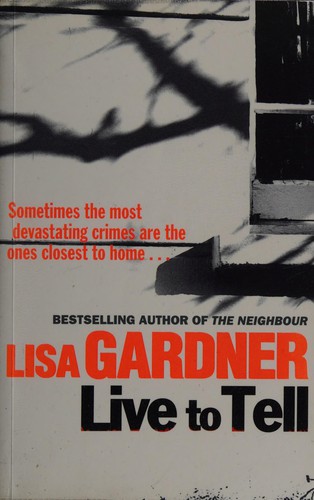 Sometimes the most
devastating crimes are the
ones closest to home . . .
BESTSELLING AUTHOR OF THE NEIGHBOUR
LISA GARDNER
Live to Tell